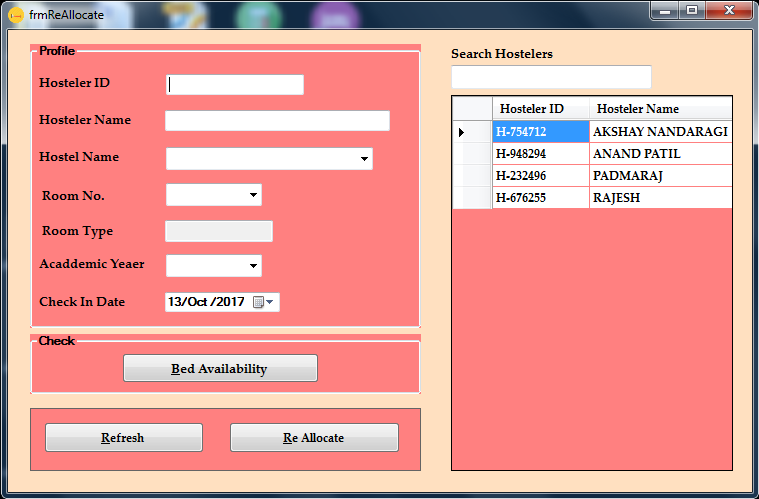 frmReAllocate
Profile
Hosteler ID
Hosteler Name
Hostel Name
Room No.
Room Type
Acaddemic Yeaer
Check In Date 13/Oct /2017
Check
Bed Availability
Refresh Re Allocate
Search Hostelers
Hosteler ID Hosteler Name
H-754712 AKSHAY NANDARAGI
H-948294 ANAND PATIL
H-232496 PADMARAJ
H-676255 RAJESH